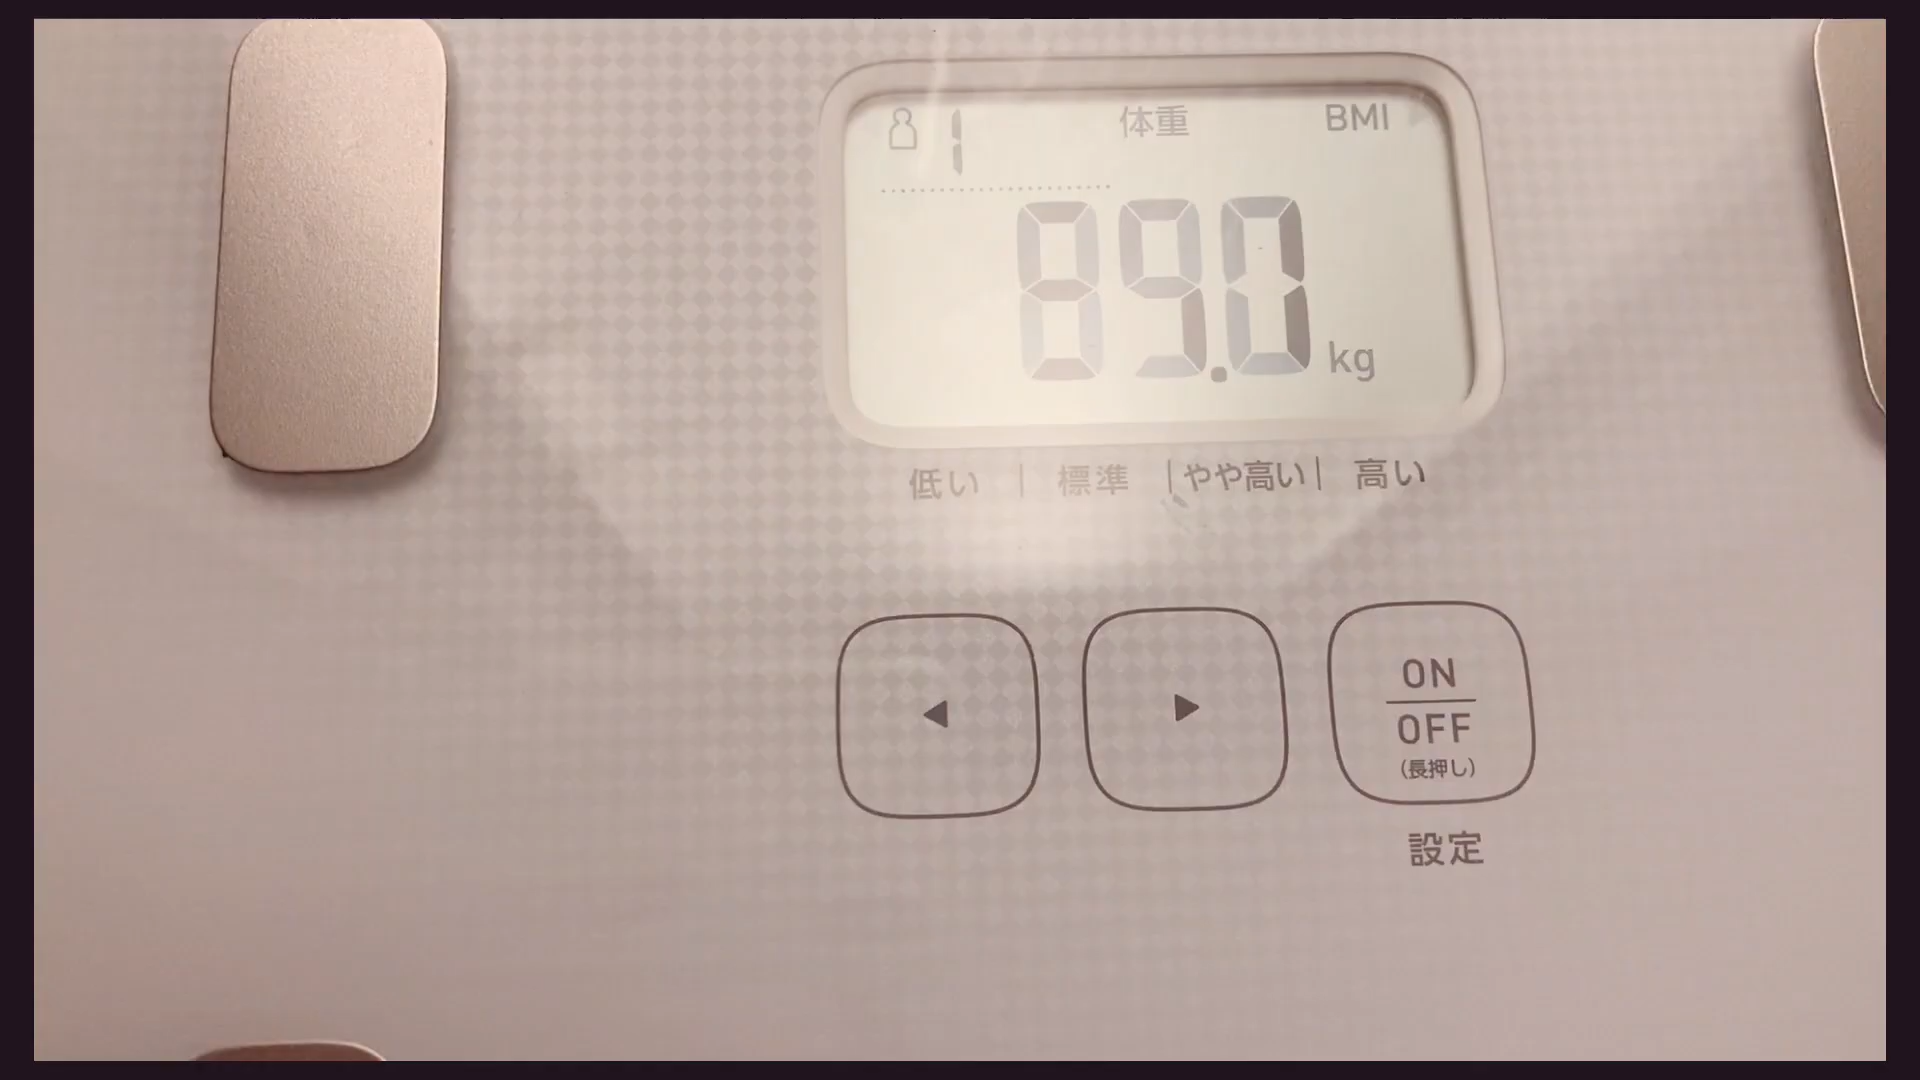 1 体重 BMI
89.0 kg
低い | 標準 | やや高い | 高い
◀ ▶ ON
OFF
(長押し)
設定